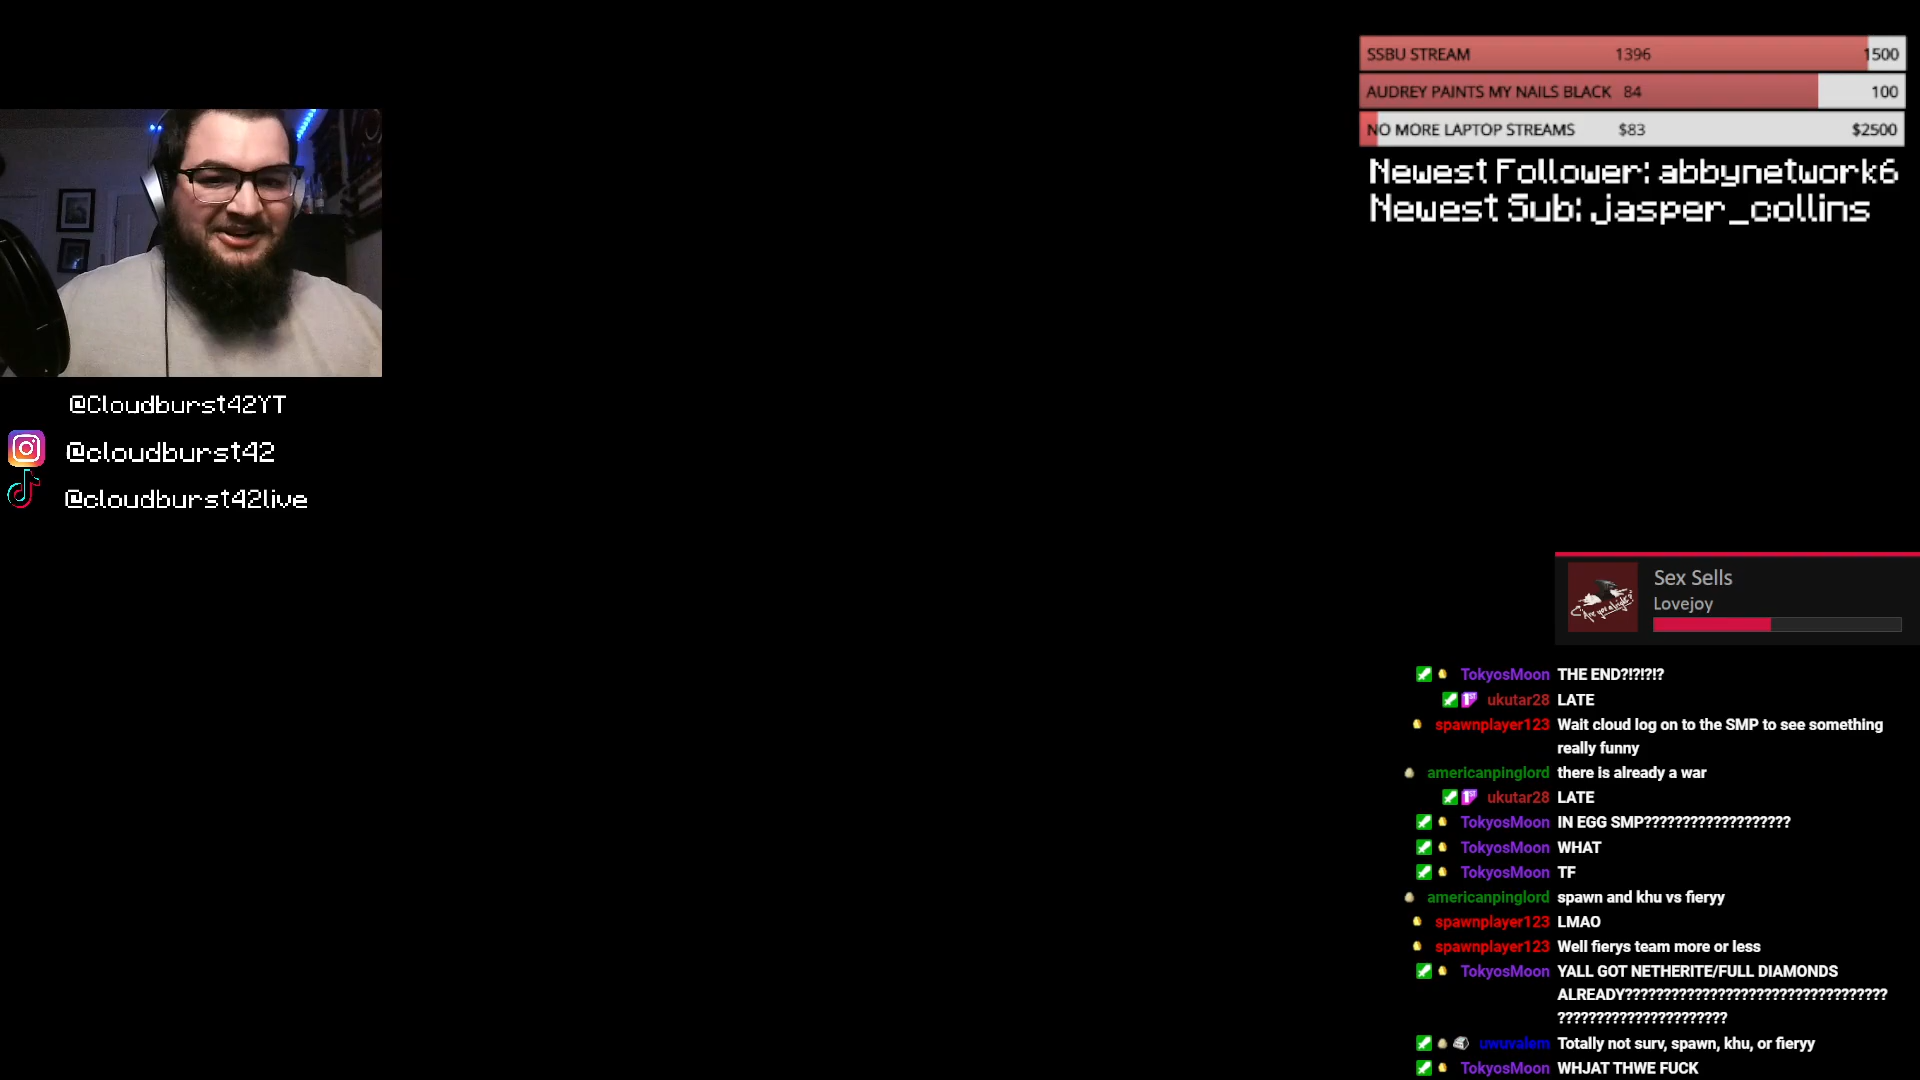 SSBU STREAM 1396 1500
AUDREY PAINTS MY NAILS BLACK 84 100
NO MORE LAPTOP STREAMS $83 $2500
Newest Follower: abbynetwork6
Newest Sub: jasper_collins
@Cloudburst42YT
@cloudburst42
@cloudburst42live
Sex Sells
Lovejoy
Are you alright?
TokyosMoon THE END?!?!?!?
ukutar28 LATE
spawnplayer123 Wait cloud log on to the SMP to see something
really funny
americanpinglord there is already a war
ukutar28 LATE
TokyosMoon IN EGG SMP???????????????????
TokyosMoon WHAT
TokyosMoon TF
americanpinglord spawn and khu vs fieryy
spawnplayer123 LMAO
spawnplayer123 Well fierys team more or less
TokyosMoon YALL GOT NETHERITE/FULL DIAMONDS
ALREADY??????????????????????????????????
??????????????????????
uwuvalem Totally not surv, spawn, khu, or fieryy
TokyosMoon WHJAT THWE FUCK